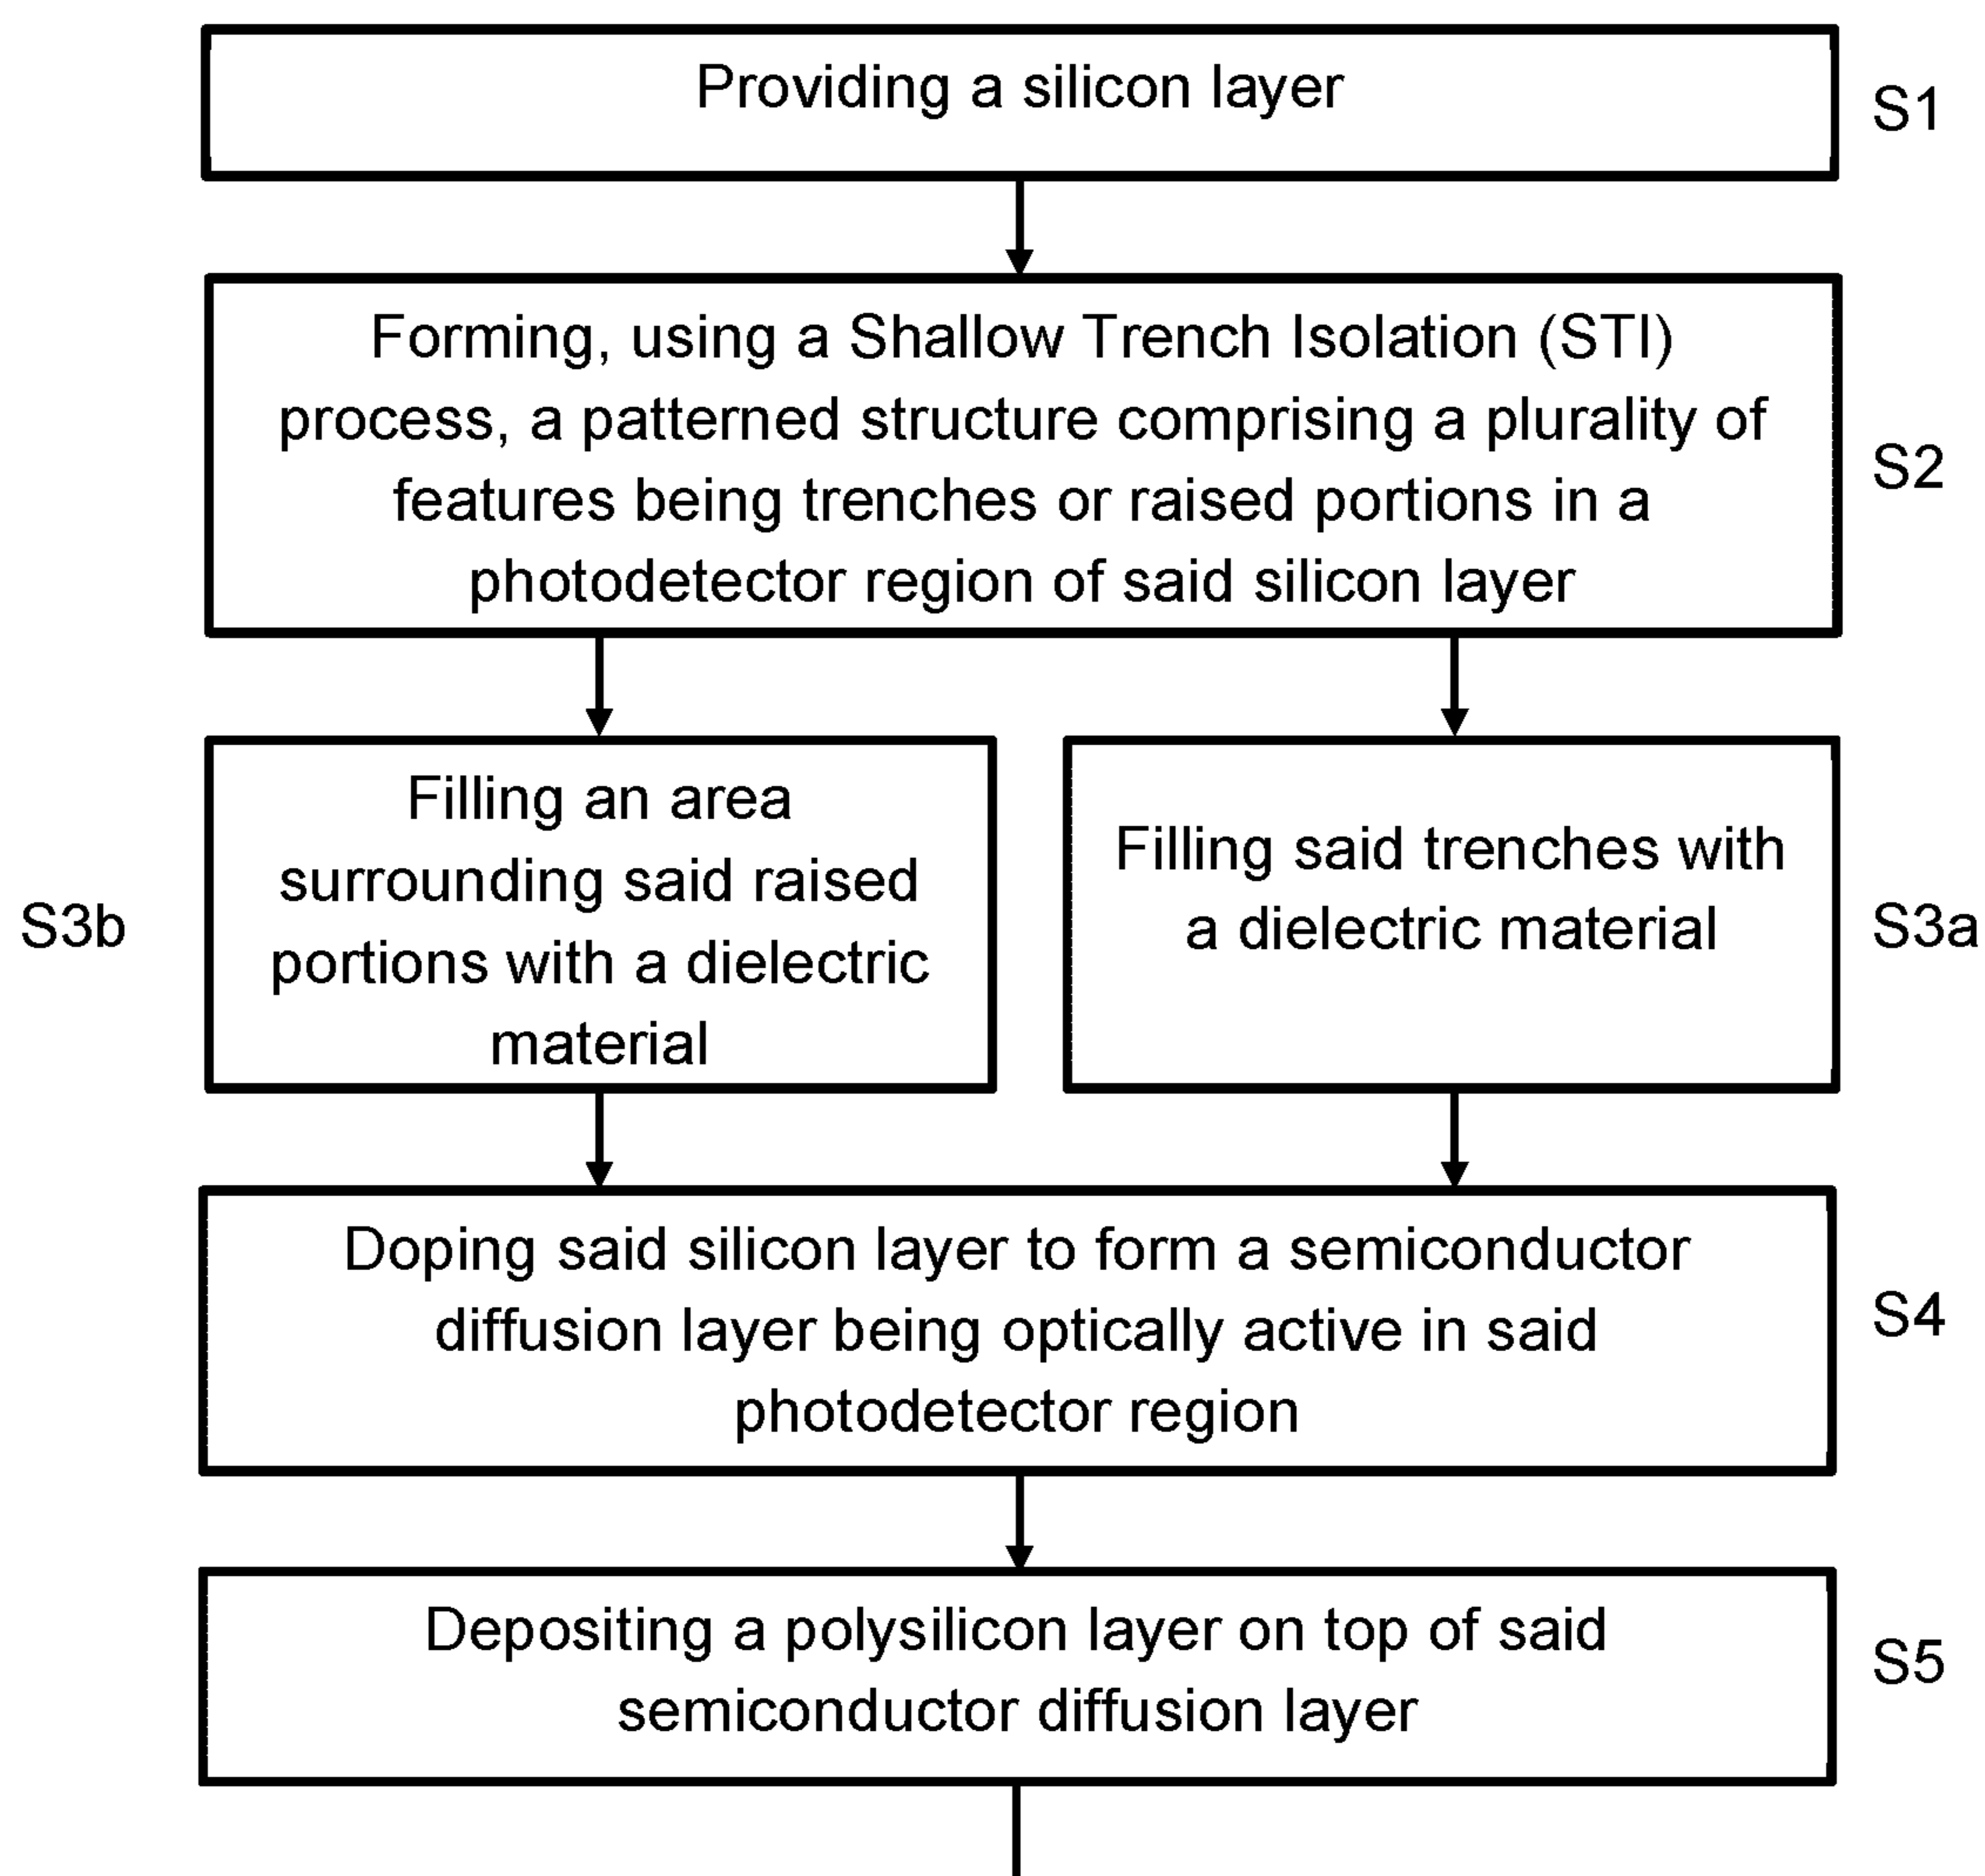 Providing a silicon layer
S1
Forming, using a Shallow Trench Isolation (STI)
process, a patterned structure comprising a plurality of
features being trenches or raised portions in a
photodetector region of said silicon layer
S2
S3b
Filling an area
surrounding said raised
portions with a dielectric
material
Filling said trenches with
a dielectric material
S3a
Doping said silicon layer to form a semiconductor
diffusion layer being optically active in said
photodetector region
S4
Depositing a polysilicon layer on top of said
semiconductor diffusion layer
S5